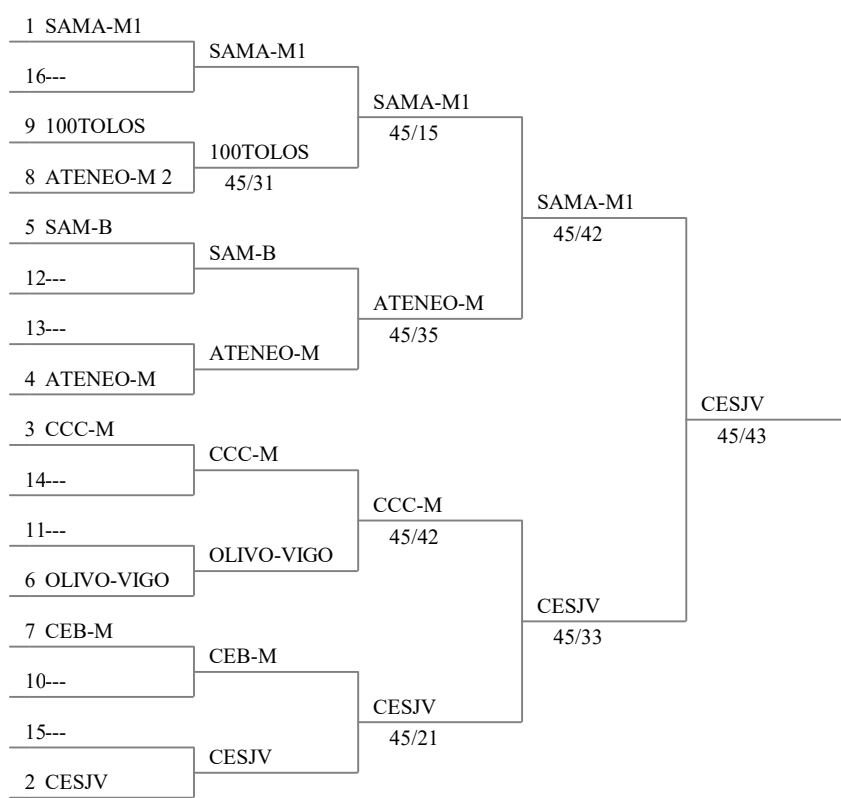 1 SAMA-M1
SAMA-M1
16---
SAMA-M1
45/15
9 100TOLOS
100TOLOS
45/31
8 ATENEO-M 2
SAMA-M1
45/42
5 SAM-B
SAM-B
12---
ATENEO-M
45/35
13---
ATENEO-M
4 ATENEO-M
CESJV
45/43
3 CCC-M
CCC-M
14---
CCC-M
45/42
11---
OLIVO-VIGO
6 OLIVO-VIGO
CESJV
45/33
7 CEB-M
CEB-M
10---
CESJV
45/21
15---
CESJV
2 CESJV